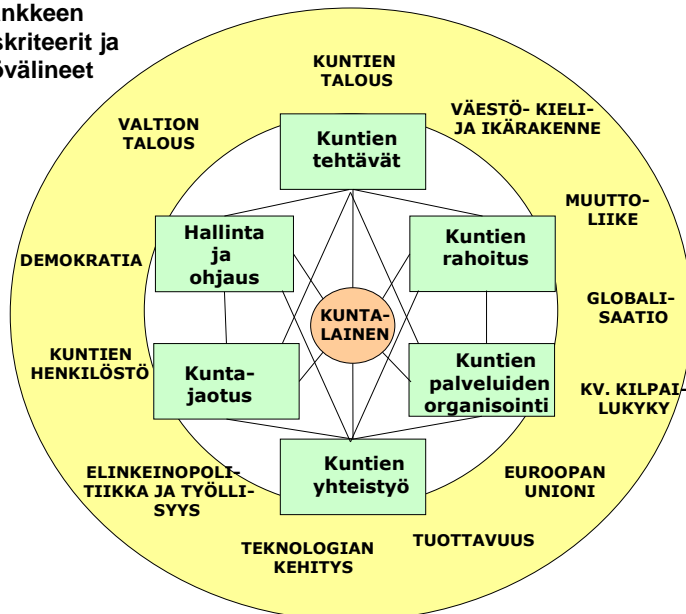 ankkeen
skriteerit ja
övälineet
KUNTIEN
TALOUS
VALTION
TALOUS
VÄESTÖ- KIELI-
JA IKÄRAKENNE
MUUTTO-
LIIKE
DEMOKRATIA
GLOBALI-
SAATIO
KUNTIEN
HENKILÖSTÖ
KV. KILPAI-
LUKYKY
ELINKEINOPOLI-
TIIKKA JA TYÖLLI-
SYYS
EUROOPAN
UNIONI
TEKNOLOGIAN
KEHITYS
TUOTTAVUUS
Kuntien
tehtävät
Hallinta
ja
ohjaus
Kuntien
rahoitus
KUNTA-
LAINEN
Kunta-
jaotus
Kuntien
palveluiden
organisointi
Kuntien
yhteistyö